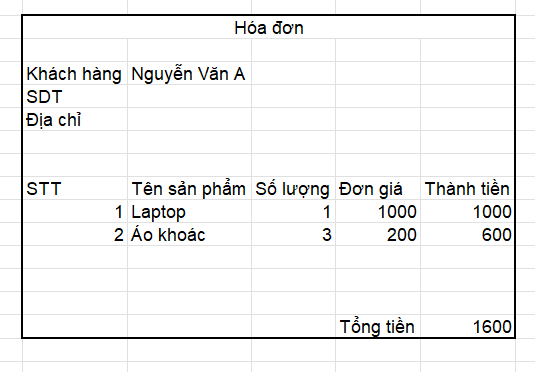 Hóa đơn
Khách hàng Nguyễn Văn A
SDT
Địa chỉ
STT Tên sản phẩm Số lượng Đơn giá Thành tiền
1 Laptop 1 1000 1000
2 Áo khoác 3 200 600
Tổng tiền 1600